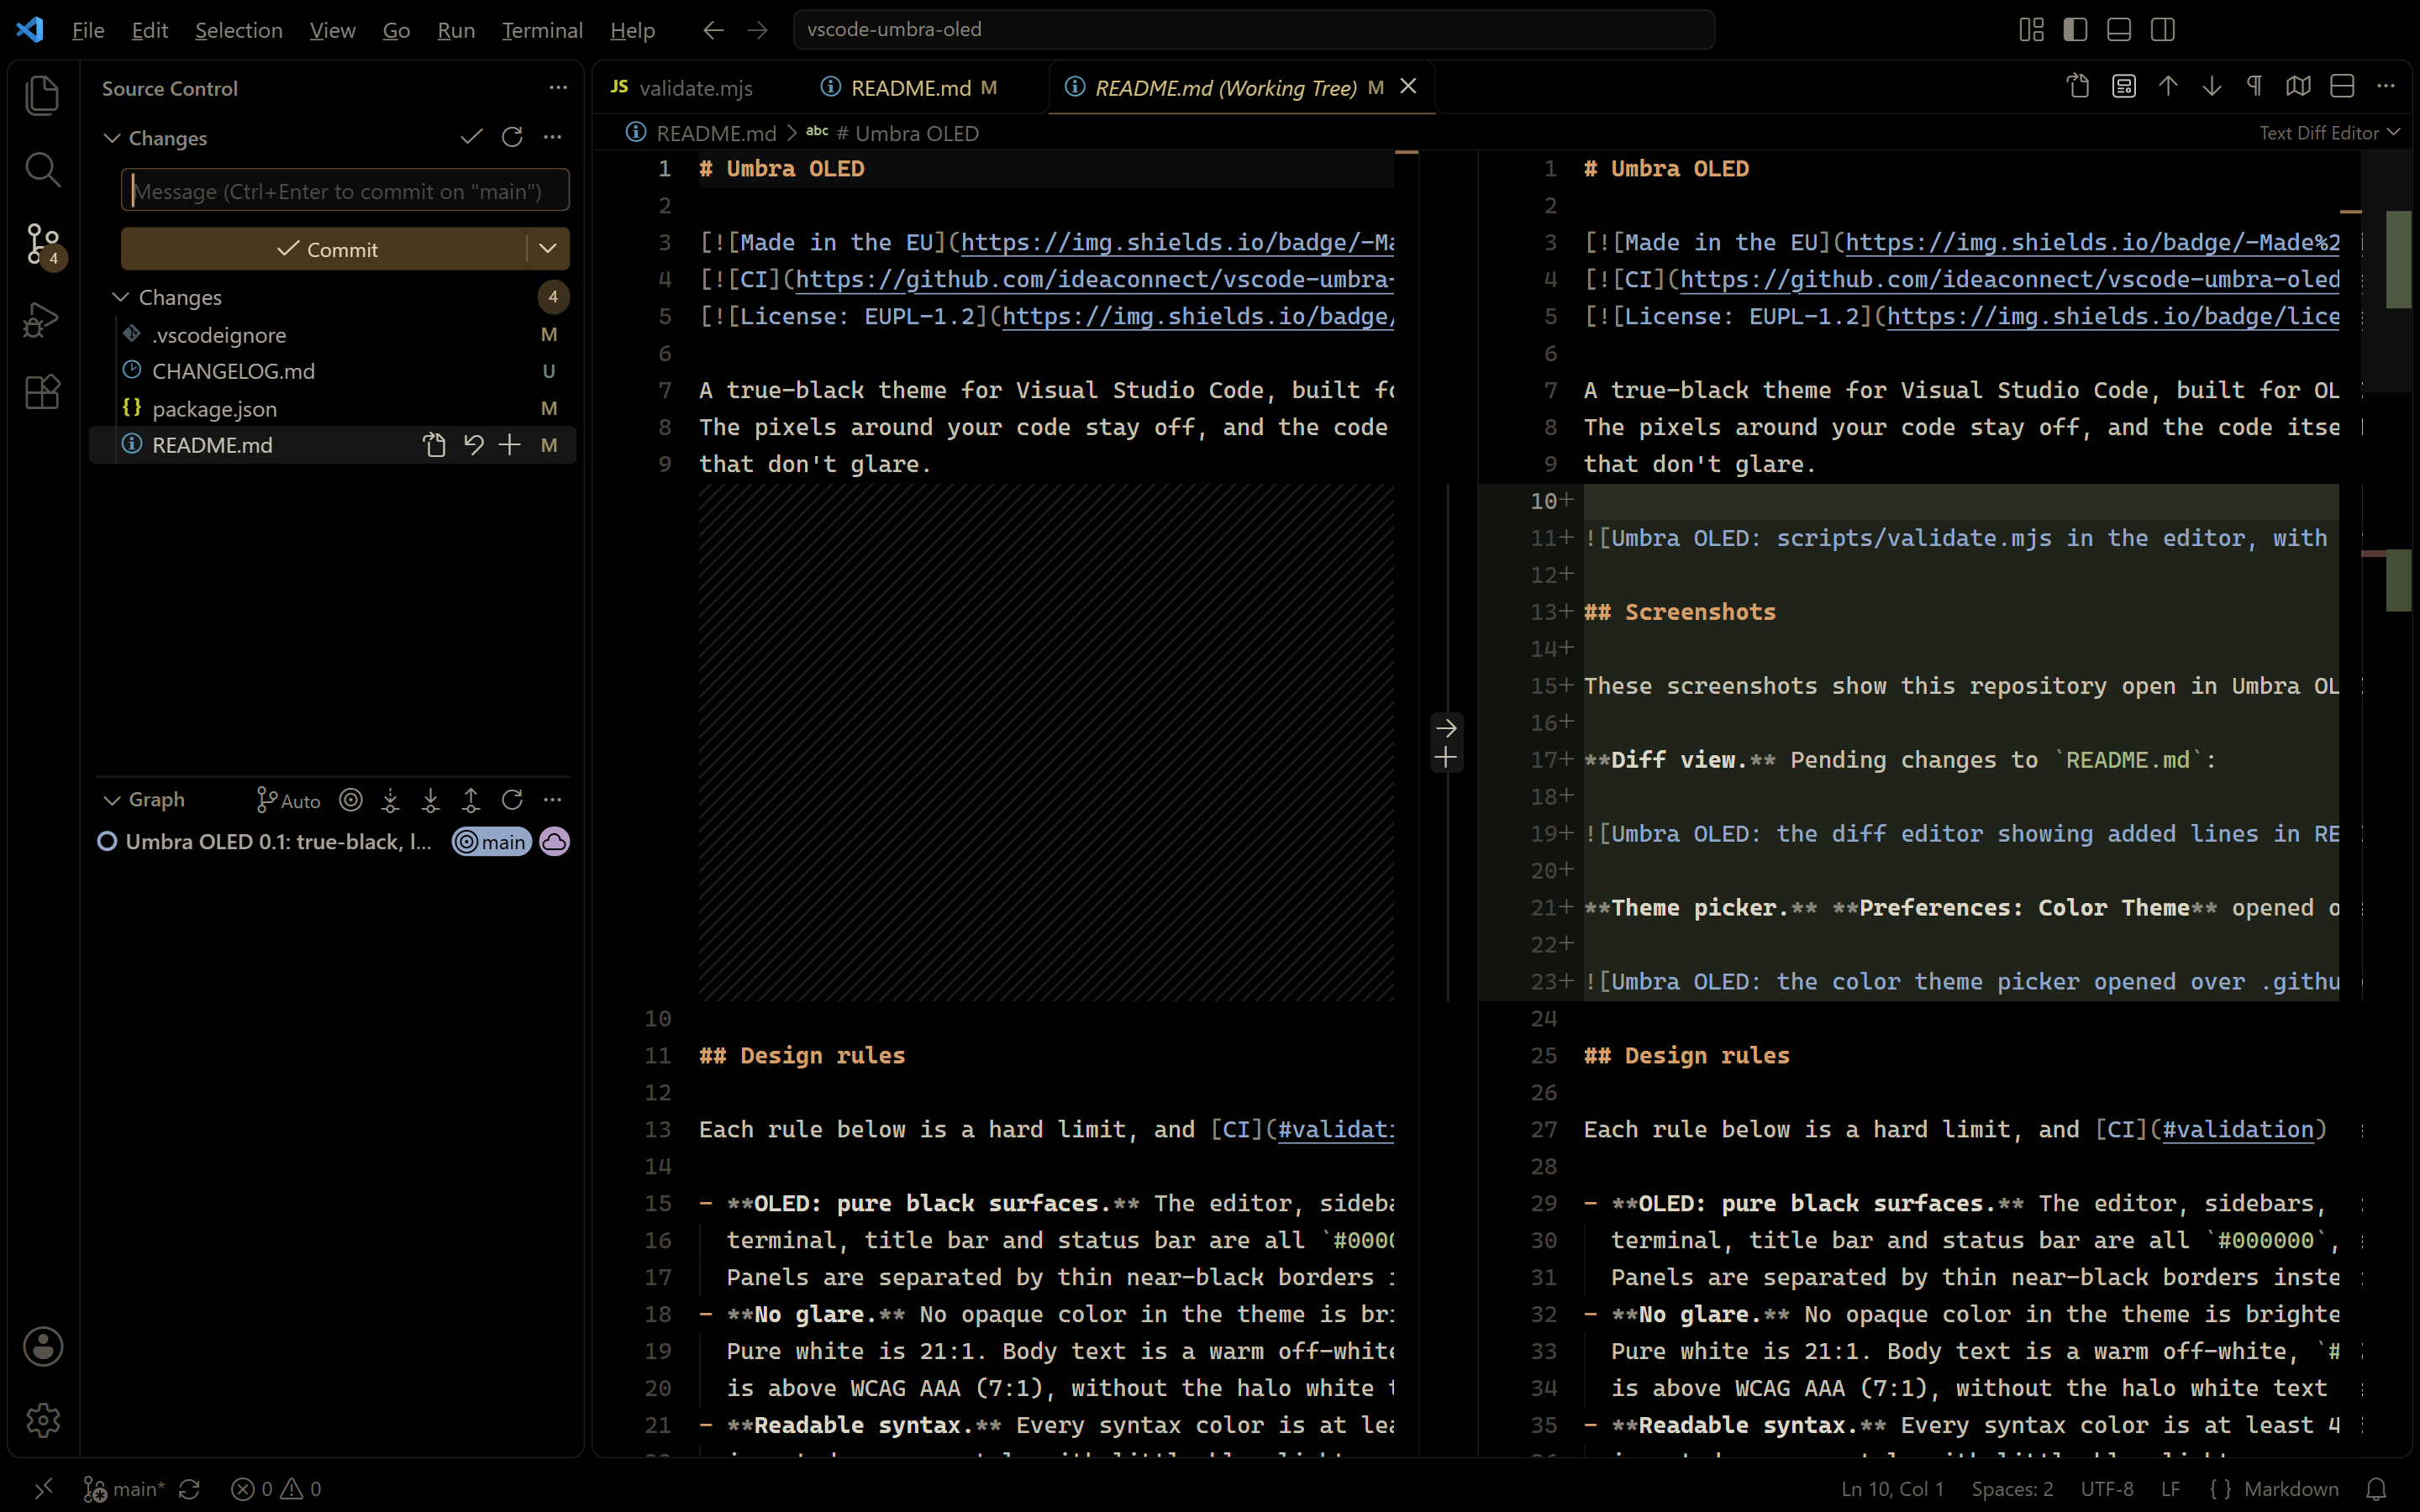 File Edit Selection View Go Run Terminal Help
vscode-umbra-oled
Source Control
Changes
Message (Ctrl+Enter to commit on "main")
Commit
4
Changes 4
.vscodeignore M
CHANGELOG.md U
{} package.json M
README.md M
Graph Auto
Umbra OLED 0.1: true-black, l... main
JS validate.mjs
README.md M
README.md (Working Tree) M
README.md > abc # Umbra OLED
Text Diff Editor
1 # Umbra OLED
2
3 [![Made in the EU](https://img.shields.io/badge/-Ma
4 [![CI](https://github.com/ideaconnect/vscode-umbra-
5 [![License: EUPL-1.2](https://img.shields.io/badge/
6
7 A true-black theme for Visual Studio Code, built fo
8 The pixels around your code stay off, and the code
9 that don't glare.
10
11 ## Design rules
12
13 Each rule below is a hard limit, and [CI](#validati
14
15 - **OLED: pure black surfaces.** The editor, sideba
16 terminal, title bar and status bar are all `#0000
17 Panels are separated by thin near-black borders i
18 - **No glare.** No opaque color in the theme is bri
19 Pure white is 21:1. Body text is a warm off-white
20 is above WCAG AAA (7:1), without the halo white t
21 - **Readable syntax.** Every syntax color is at lea
1 # Umbra OLED
2
3 [![Made in the EU](https://img.shields.io/badge/-Made%2
4 [![CI](https://github.com/ideaconnect/vscode-umbra-oled
5 [![License: EUPL-1.2](https://img.shields.io/badge/lice
6
7 A true-black theme for Visual Studio Code, built for OL
8 The pixels around your code stay off, and the code itse
9 that don't glare.
10+
11+ ![Umbra OLED: scripts/validate.mjs in the editor, with
12+
13+ ## Screenshots
14+
15+ These screenshots show this repository open in Umbra OL
16+
17+ **Diff view.** Pending changes to `README.md`:
18+
19+ ![Umbra OLED: the diff editor showing added lines in RE
20+
21+ **Theme picker.** **Preferences: Color Theme** opened o
22+
23+ ![Umbra OLED: the color theme picker opened over .githu
24
25 ## Design rules
26
27 Each rule below is a hard limit, and [CI](#validation)
28
29 - **OLED: pure black surfaces.** The editor, sidebars,
30 terminal, title bar and status bar are all `#000000`,
31 Panels are separated by thin near-black borders inste
32 - **No glare.** No opaque color in the theme is brighte
33 Pure white is 21:1. Body text is a warm off-white, `#
34 is above WCAG AAA (7:1), without the halo white text
35 - **Readable syntax.** Every syntax color is at least 4
main* 0 0
Ln 10, Col 1 Spaces: 2 UTF-8 LF {} Markdown